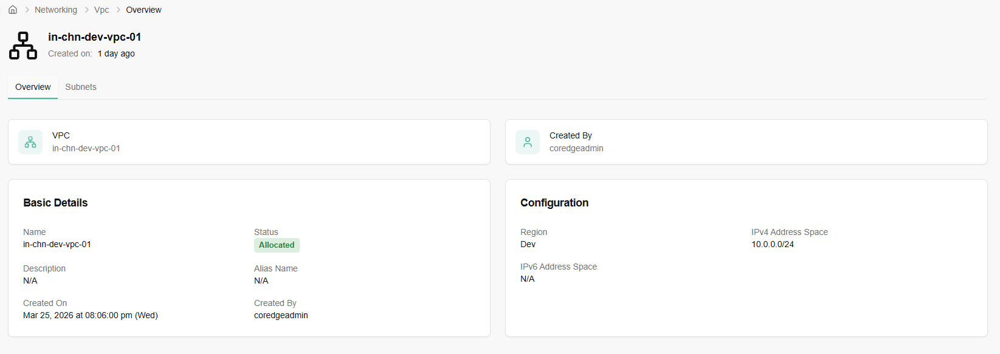 Networking Vpc Overview
in-chn-dev-vpc-01
Created on: 1 day ago
Overview Subnets
VPC
in-chn-dev-vpc-01
Created By
coredgeadmin
Basic Details
Name
in-chn-dev-vpc-01
Status
Allocated
Description
N/A
Alias Name
N/A
Created On
Mar 25, 2026 at 08:06:00 pm (Wed)
Created By
coredgeadmin
Configuration
Region
Dev
IPv4 Address Space
10.0.0.0/24
IPv6 Address Space
N/A